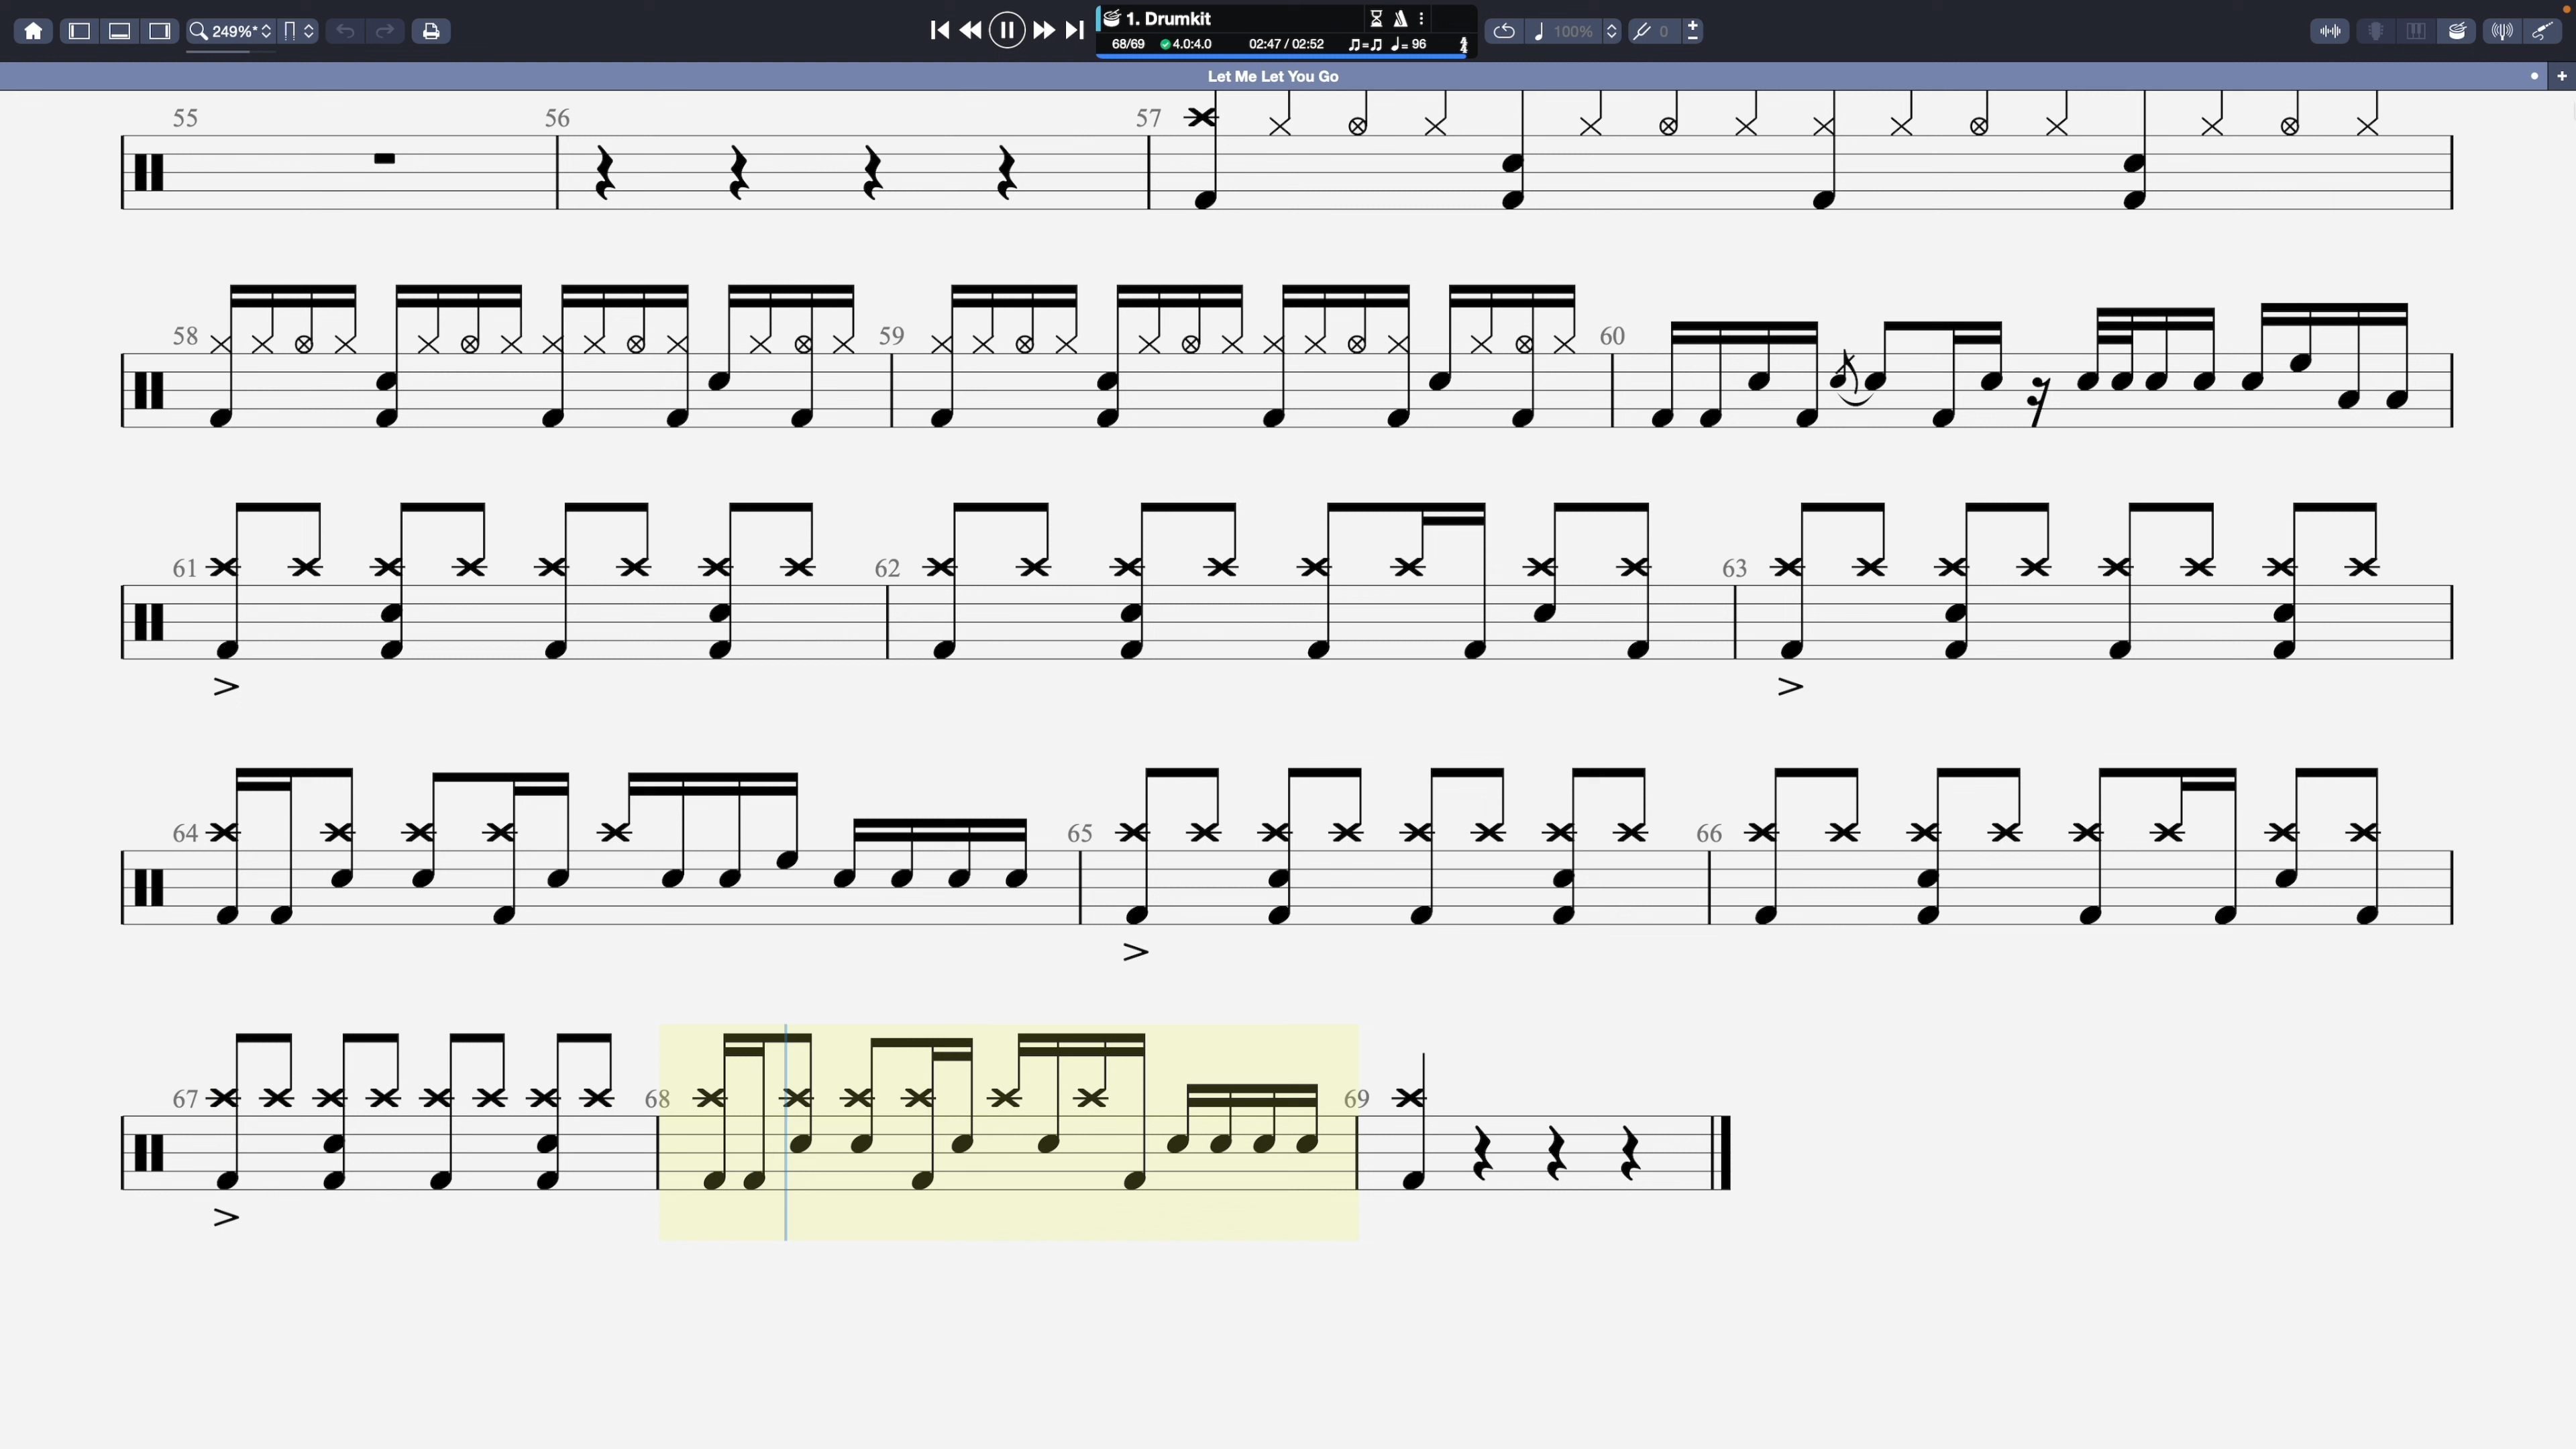 249%*
1. Drumkit
68/69 4.0:4.0 02:47 / 02:52 ♫=♫ ♩= 96
100%
0
Let Me Let You Go
55 56 57
58 59 60
61 62 63
64 65 66
67 68 69